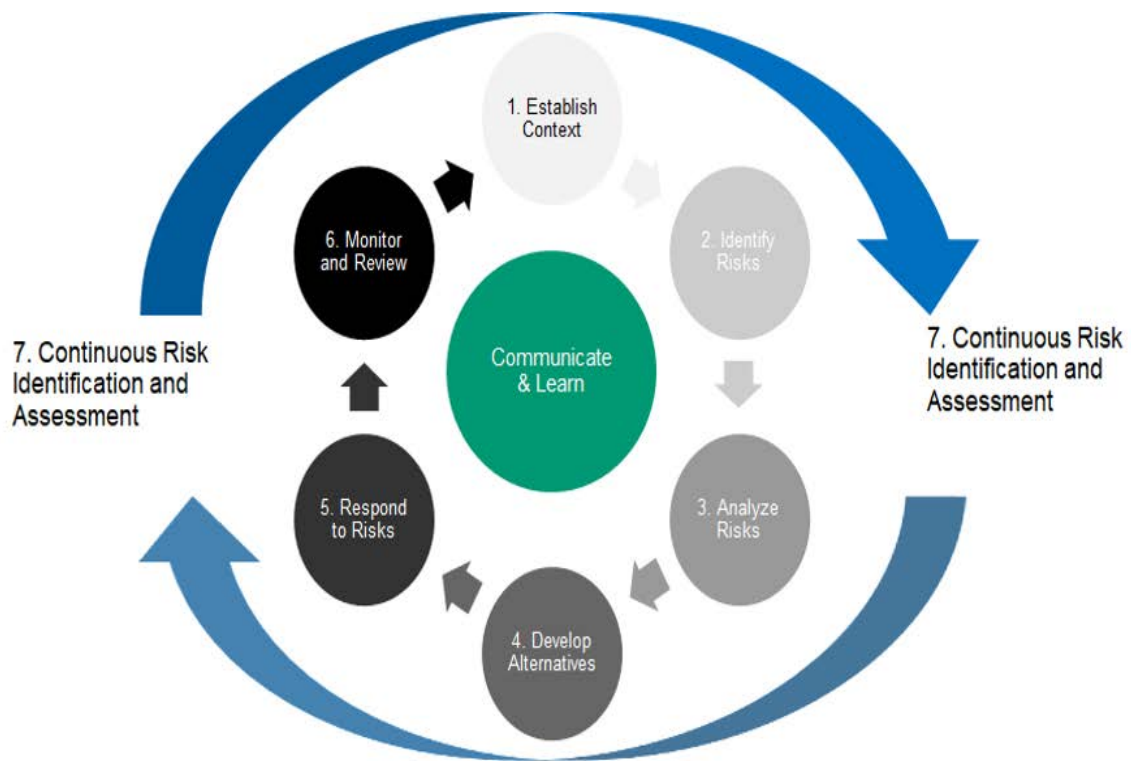 1. Establish
Context
2. Identify
Risks
3. Analyze
Risks
4. Develop
Alternatives
5. Respond
to Risks
6. Monitor
and Review
Communicate
& Learn
7. Continuous Risk
Identification and
Assessment
7. Continuous Risk
Identification and
Assessment